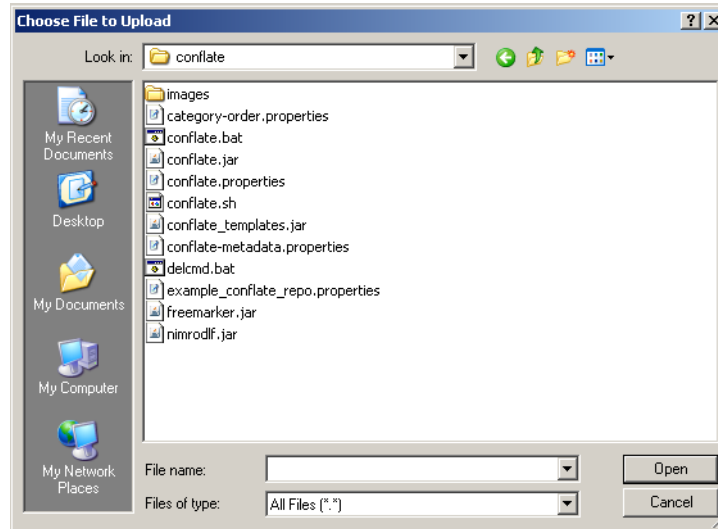 Choose File to Upload
Look in:
conflate
My Recent
Documents
Desktop
My Documents
My Computer
My Network
Places
images
category-order.properties
conflate.bat
conflate.jar
conflate.properties
conflate.sh
conflate_templates.jar
conflate-metadata.properties
delcmd.bat
example_conflate_repo.properties
freemarker.jar
nimrodlf.jar
File name:
Open
Files of type:
All Files (*.*)
Cancel